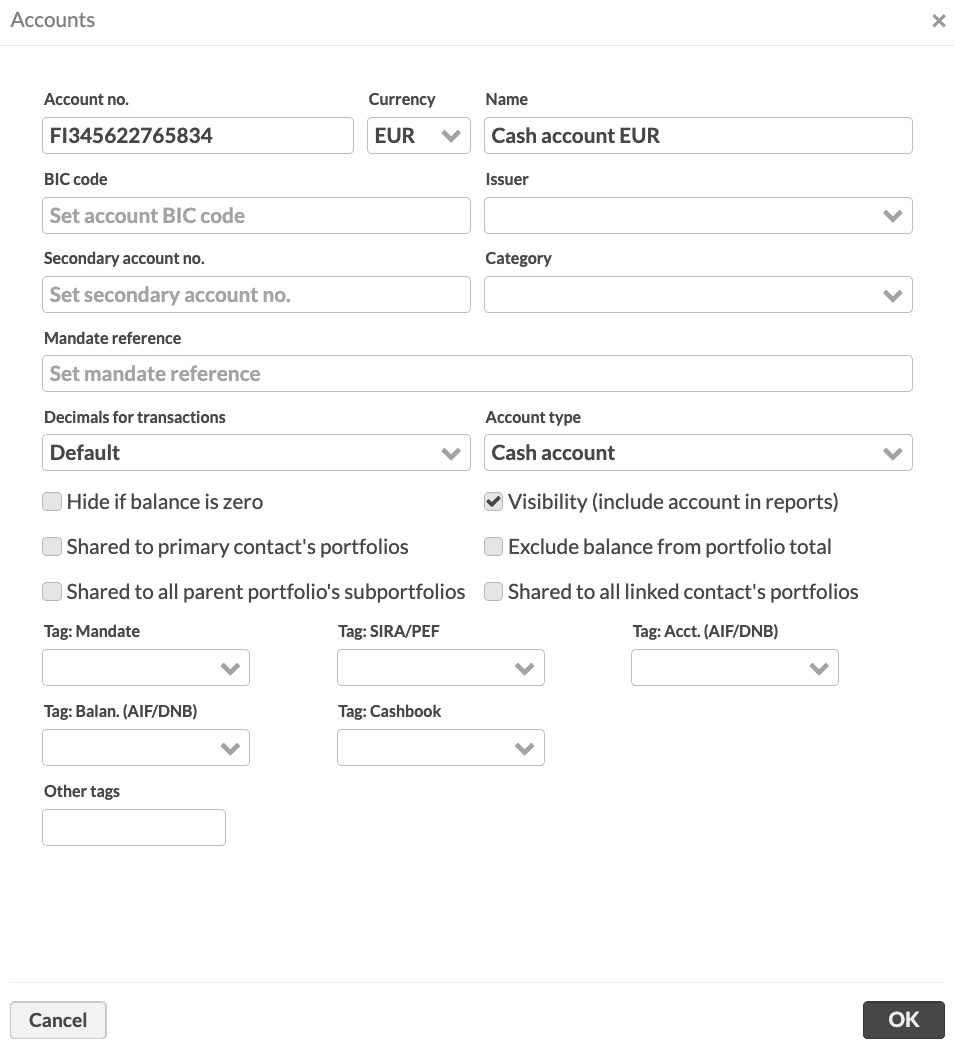 Accounts
Account no. Currency Name
FI345622765834 EUR Cash account EUR
BIC code Issuer
Set account BIC code
Secondary account no. Category
Set secondary account no.
Mandate reference
Set mandate reference
Decimals for transactions Account type
Default Cash account
Hide if balance is zero Visibility (include account in reports)
Shared to primary contact's portfolios Exclude balance from portfolio total
Shared to all parent portfolio's subportfolios Shared to all linked contact's portfolios
Tag: Mandate Tag: SIRA/PEF Tag: Acct. (AIF/DNB)
Tag: Balan. (AIF/DNB) Tag: Cashbook
Other tags
Cancel OK